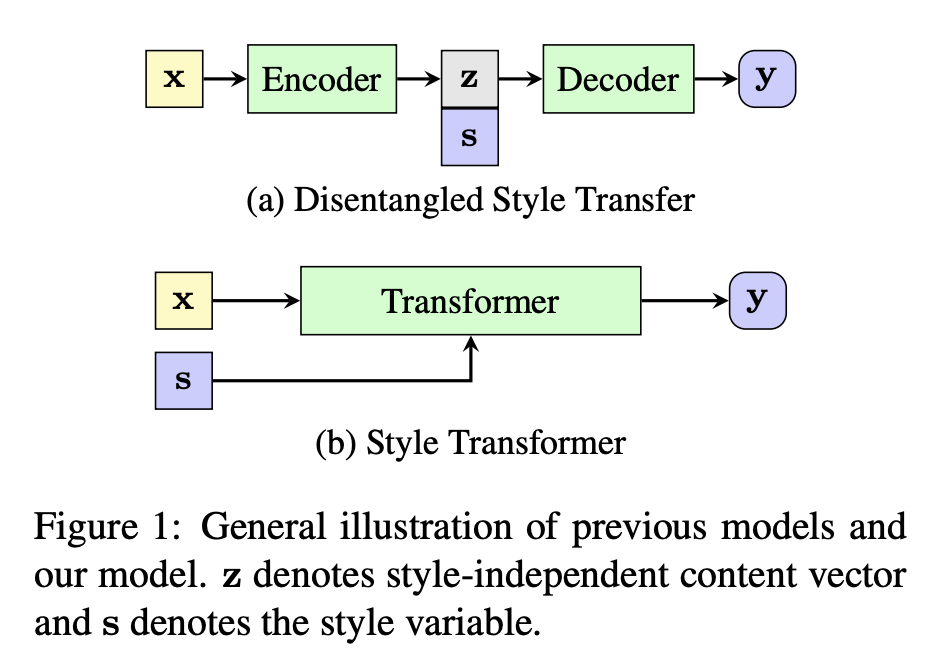 x Encoder z Decoder y
s
(a) Disentangled Style Transfer
x Transformer y
s
(b) Style Transformer
Figure 1: General illustration of previous models and
our model. z denotes style-independent content vector
and s denotes the style variable.